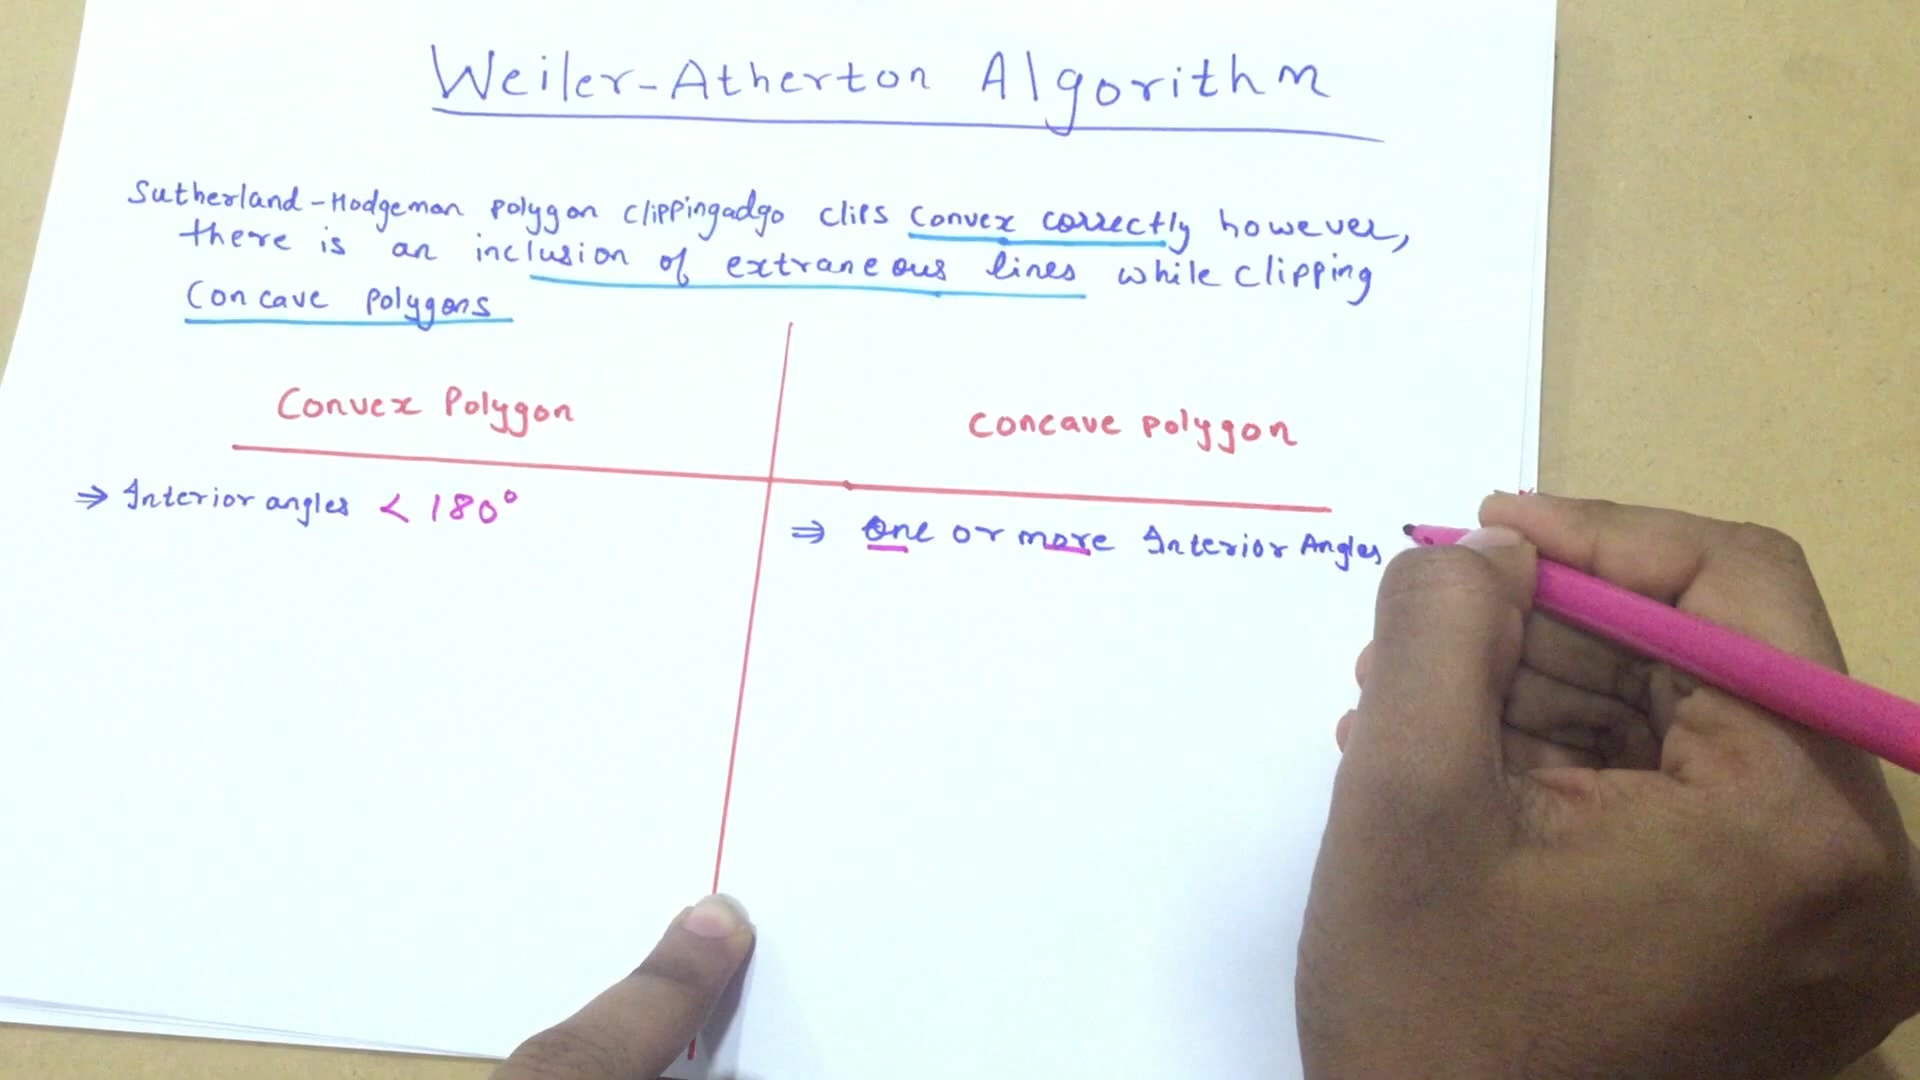 Weiler-Atherton Algorithm
Sutherland-Hodgeman polygon clippingadgo clips convex correctly however,
there is an inclusion of extraneous lines while clipping
Concave polygons
Convex Polygon
concave polygon
⇒ Interior angles < 180°
⇒ One or more Interior Angles